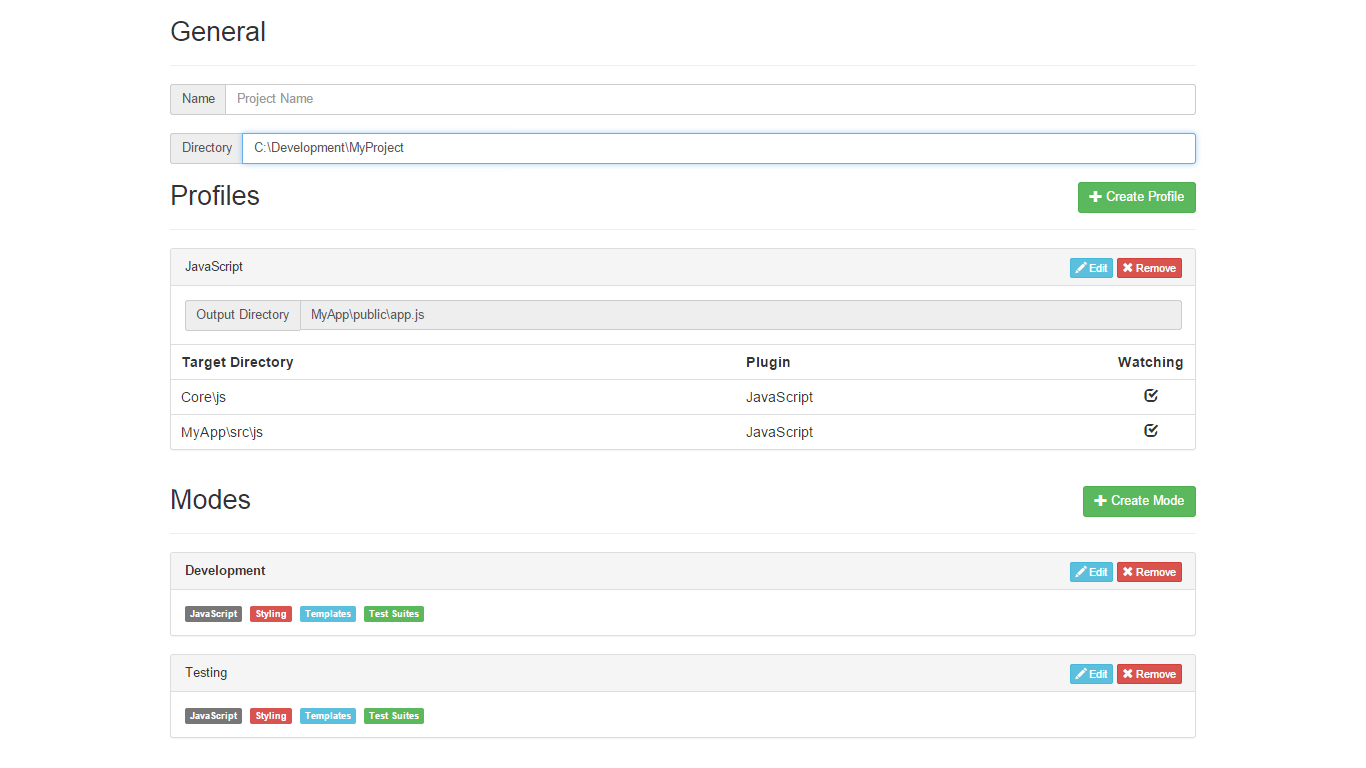 General
Name Project Name
Directory C:\Development\MyProject
Profiles Create Profile
JavaScript Edit Remove
Output Directory MyApp\public\app.js
Target Directory Plugin Watching
Core\js JavaScript
MyApp\src\js JavaScript
Modes Create Mode
Development Edit Remove
JavaScript Styling Templates Test Suites
Testing Edit Remove
JavaScript Styling Templates Test Suites